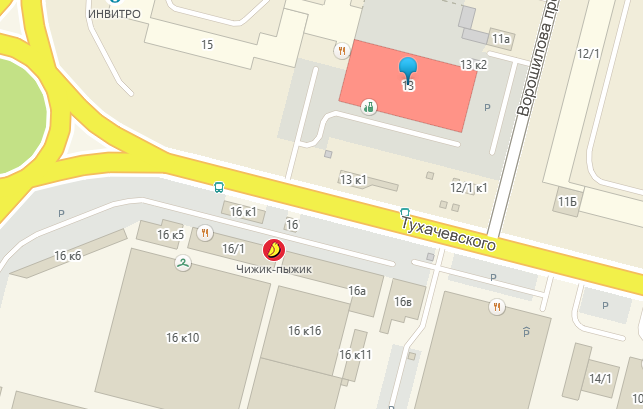 ИНВИТРО
15
11а
13 к2
12/1
Ворошилова пр
13
P
13 к1
12/1 к1
11Б
P
16 к1
16
Тухачевского
16 к5
16/1
16 к6
Чижик-пыжик
P
P
16а
16в
16 к10
16 к16
16 к11
P
P
14/1
10